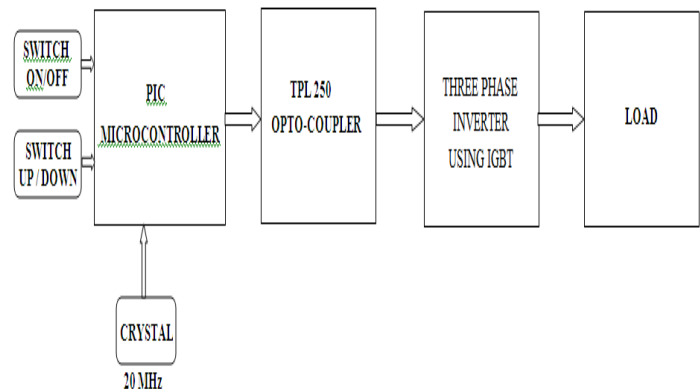 SWITCH
ON/OFF
SWITCH
UP / DOWN
PIC
MICROCONTROLLER
TPL 250
OPTO-COUPLER
THREE PHASE
INVERTER
USING IGBT
LOAD
CRYSTAL
20 MHz